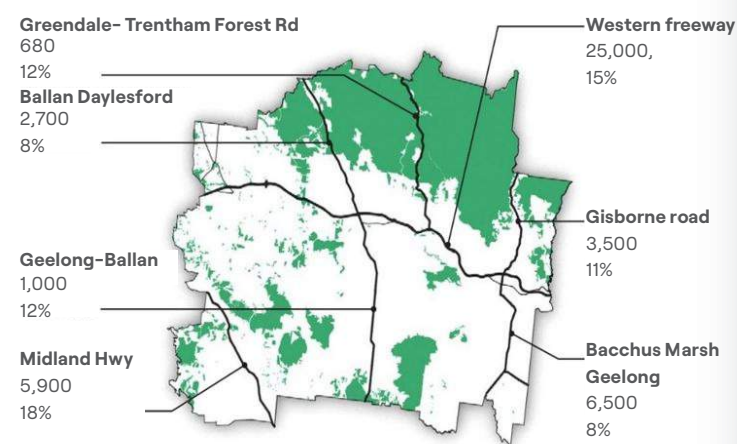 Greendale- Trentham Forest Rd
680
12%
Ballan Daylesford
2,700
8%
Geelong-Ballan
1,000
12%
Midland Hwy
5,900
18%
Western freeway
25,000,
15%
Gisborne road
3,500
11%
Bacchus Marsh
Geelong
6,500
8%